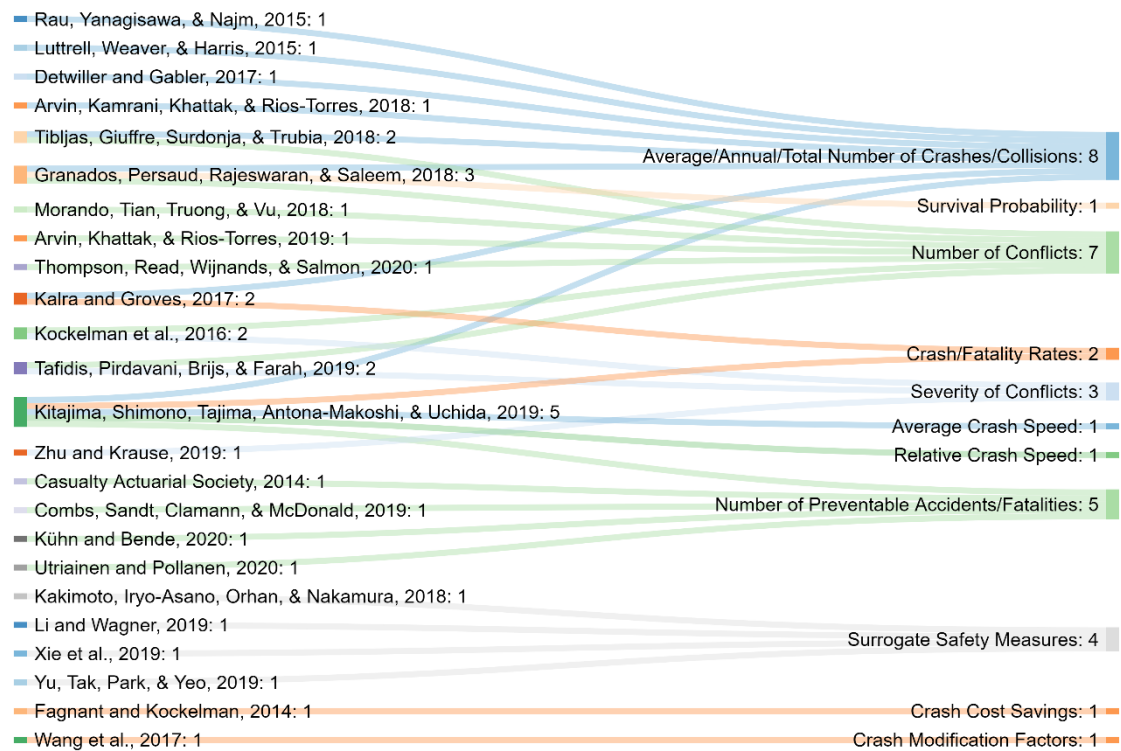 Rau, Yanagisawa, & Najm, 2015: 1
Luttrell, Weaver, & Harris, 2015: 1
Detwiller and Gabler, 2017: 1
Arvin, Kamrani, Khattak, & Rios-Torres, 2018: 1
Tibljas, Giuffre, Surdonja, & Trubia, 2018: 2
Granados, Persaud, Rajeswaran, & Saleem, 2018: 3
Morando, Tian, Truong, & Vu, 2018: 1
Arvin, Khattak, & Rios-Torres, 2019: 1
Thompson, Read, Wijnands, & Salmon, 2020: 1
Kalra and Groves, 2017: 2
Kockelman et al., 2016: 2
Tafidis, Pirdavani, Brijs, & Farah, 2019: 2
Kitajima, Shimono, Tajima, Antona-Makoshi, & Uchida, 2019: 5
Zhu and Krause, 2019: 1
Casualty Actuarial Society, 2014: 1
Combs, Sandt, Clamann, & McDonald, 2019: 1
Kühn and Bende, 2020: 1
Utriainen and Pollanen, 2020: 1
Kakimoto, Iryo-Asano, Orhan, & Nakamura, 2018: 1
Li and Wagner, 2019: 1
Xie et al., 2019: 1
Yu, Tak, Park, & Yeo, 2019: 1
Fagnant and Kockelman, 2014: 1
Wang et al., 2017: 1
Average/Annual/Total Number of Crashes/Collisions: 8
Survival Probability: 1
Number of Conflicts: 7
Crash/Fatality Rates: 2
Severity of Conflicts: 3
Average Crash Speed: 1
Relative Crash Speed: 1
Number of Preventable Accidents/Fatalities: 5
Surrogate Safety Measures: 4
Crash Cost Savings: 1
Crash Modification Factors: 1